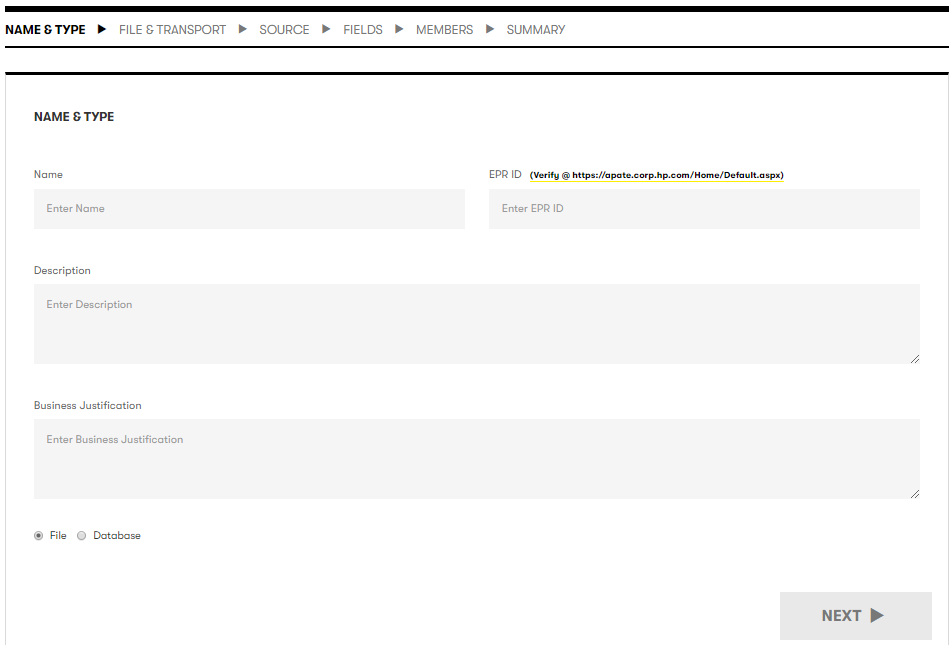 NAME & TYPE ▶ FILE & TRANSPORT ▶ SOURCE ▶ FIELDS ▶ MEMBERS ▶ SUMMARY
NAME & TYPE
Name
Enter Name
EPR ID (Verify @ https://apate.corp.hp.com/Home/Default.aspx)
Enter EPR ID
Description
Enter Description
Business Justification
Enter Business Justification
File Database
NEXT ▶